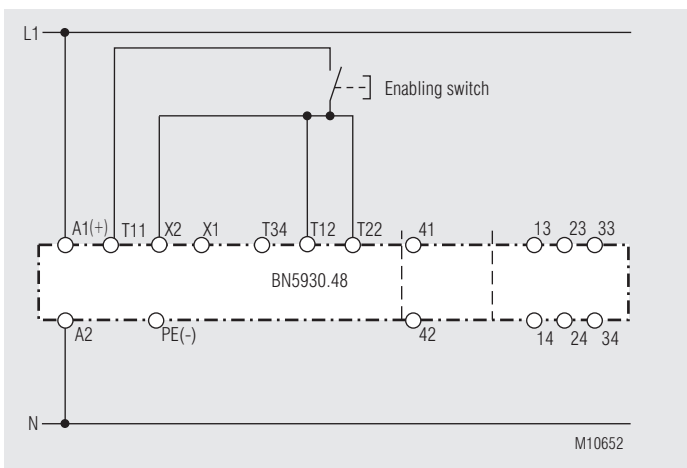 L1
Enabling switch
A1(+) T11 X2 X1 T34 T12 T22 41 13 23 33
BN5930.48
A2 PE(-) 42 14 24 34
N
M10652